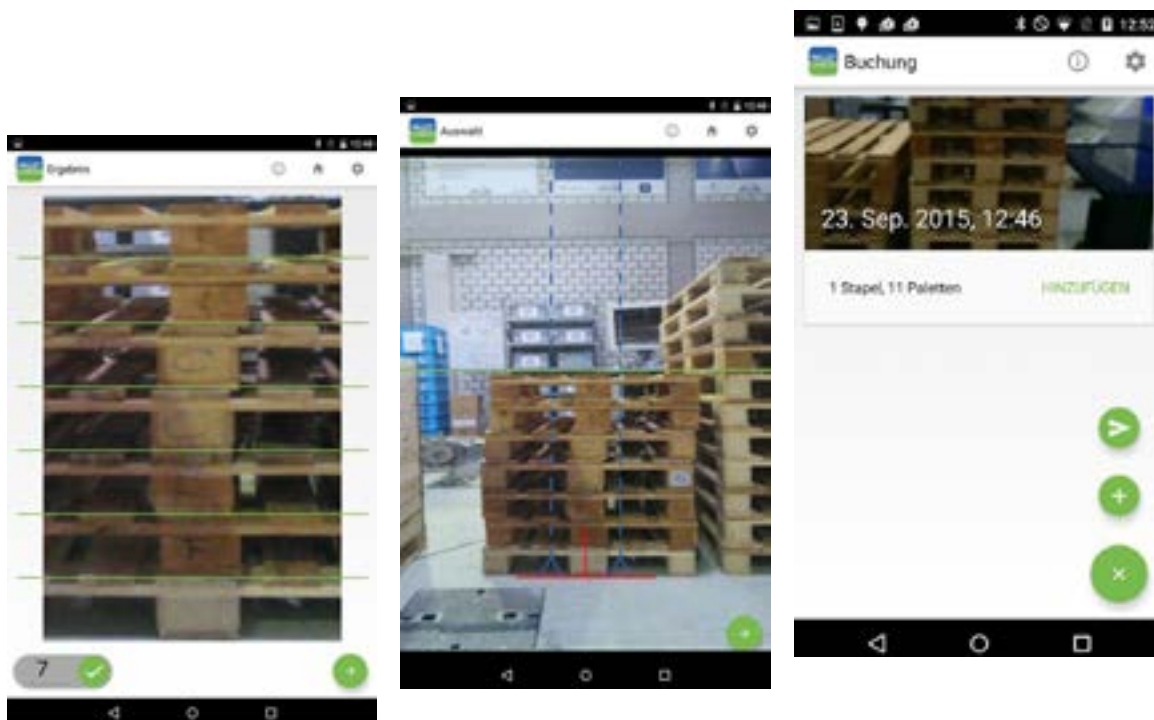 Ergebnis
7
Auswahl
12:52
Buchung
23. Sep. 2015, 12:46
1 Stapel, 11 Paletten
HINZUFÜGEN